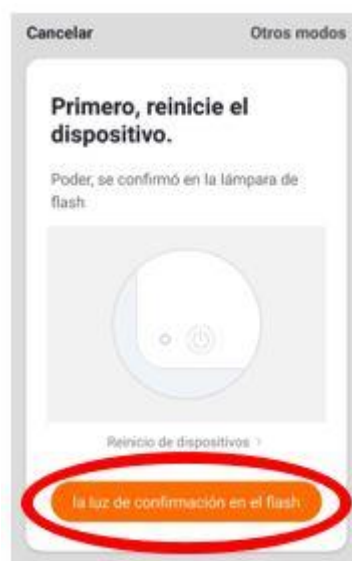 Cancelar Otros modos
Primero, reinicie el
dispositivo.
Poder, se confirmó en la lámpara de
flash
Reinicio de dispositivos >
la luz de confirmación en el flash